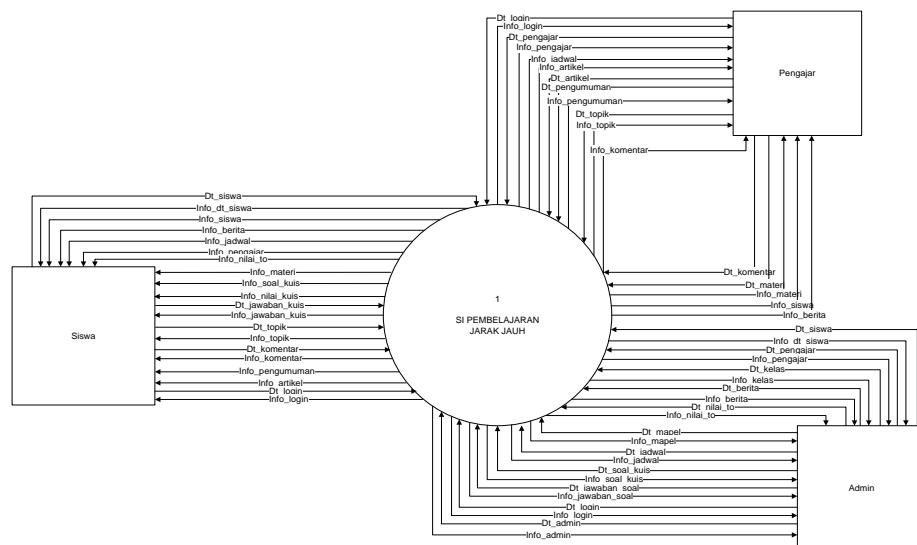 Dt_login
Info_login
Dt_pengajar
Info_pengajar
Info_jadwal
Info_artikel
Dt_artikel
Dt_pengumuman
Info_pengumuman
Dt_topik
Info_topik
Info_komentar
Pengajar
Dt_siswa
Info_dt_siswa
Info_siswa
Info_berita
Info_jadwal
Info_pengajar
Info_nilai_to
Info_materi
Info_soal_kuis
Info_nilai_kuis
Dt_jawaban_kuis
Info_jawaban_kuis
Dt_topik
Info_topik
Dt_komentar
Info_komentar
Info_pengumuman
Info_artikel
Dt_login
Info_login
Siswa
1
SI PEMBELAJARAN
JARAK JAUH
Dt_komentar
Dt_materi
Info_materi
Info_siswa
Info_berita
Dt_siswa
Info_dt_siswa
Dt_pengajar
Info_pengajar
Dt_kelas
Info_kelas
Dt_berita
Info_berita
Dt_nilai_to
Info_nilai_to
Dt_mapel
Info_mapel
Dt_jadwal
Info_jadwal
Dt_soal_kuis
Info_soal_kuis
Dt_jawaban_soal
Info_jawaban_soal
Dt_login
Info_login
Dt_admin
Info_admin
Admin